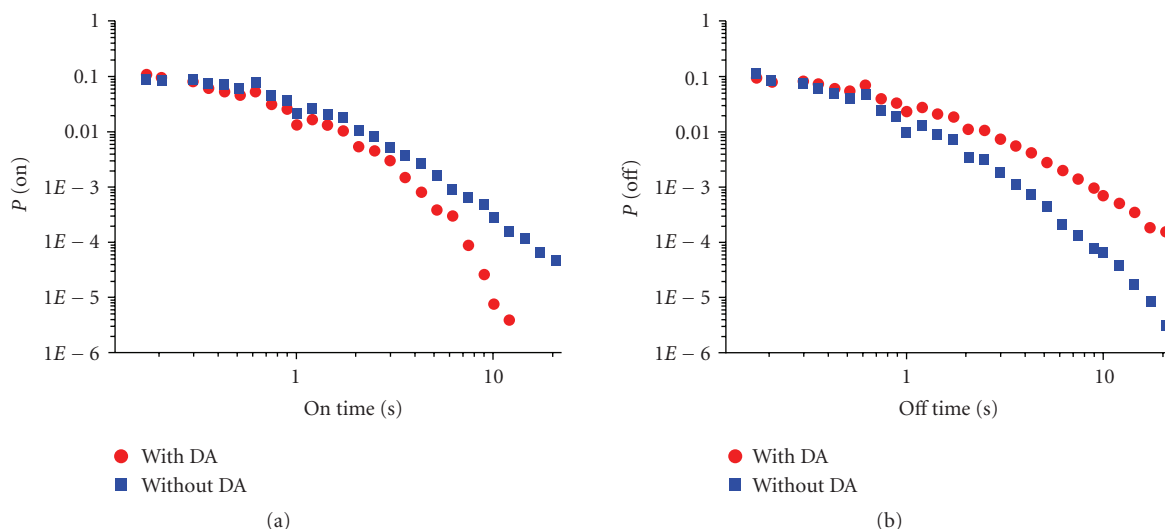 1
0.1
0.01
1E − 3
1E − 4
1E − 5
1E − 6
P (on)
1
10
On time (s)
With DA
Without DA
(a)
1
0.1
0.01
1E − 3
1E − 4
1E − 5
1E − 6
P (off)
1
10
Off time (s)
With DA
Without DA
(b)